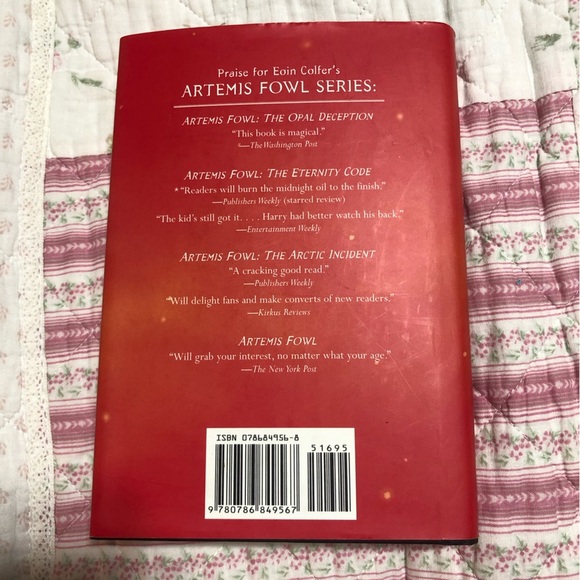 Praise for Eoin Colfer's
ARTEMIS FOWL SERIES:
ARTEMIS FOWL: THE OPAL DECEPTION
“This book is magical.”
—The Washington Post
ARTEMIS FOWL: THE ETERNITY CODE
* “Readers will burn the midnight oil to the finish.”
—Publishers Weekly (starred review)
“The kid's still got it. . . . Harry had better watch his back.”
—Entertainment Weekly
ARTEMIS FOWL: THE ARCTIC INCIDENT
“A cracking good read.”
—Publishers Weekly
“Will delight fans and make converts of new readers.”
—Kirkus Reviews
ARTEMIS FOWL
“Will grab your interest, no matter what your age.”
—The New York Post
ISBN 078684956-8
51695
9 780786 849567